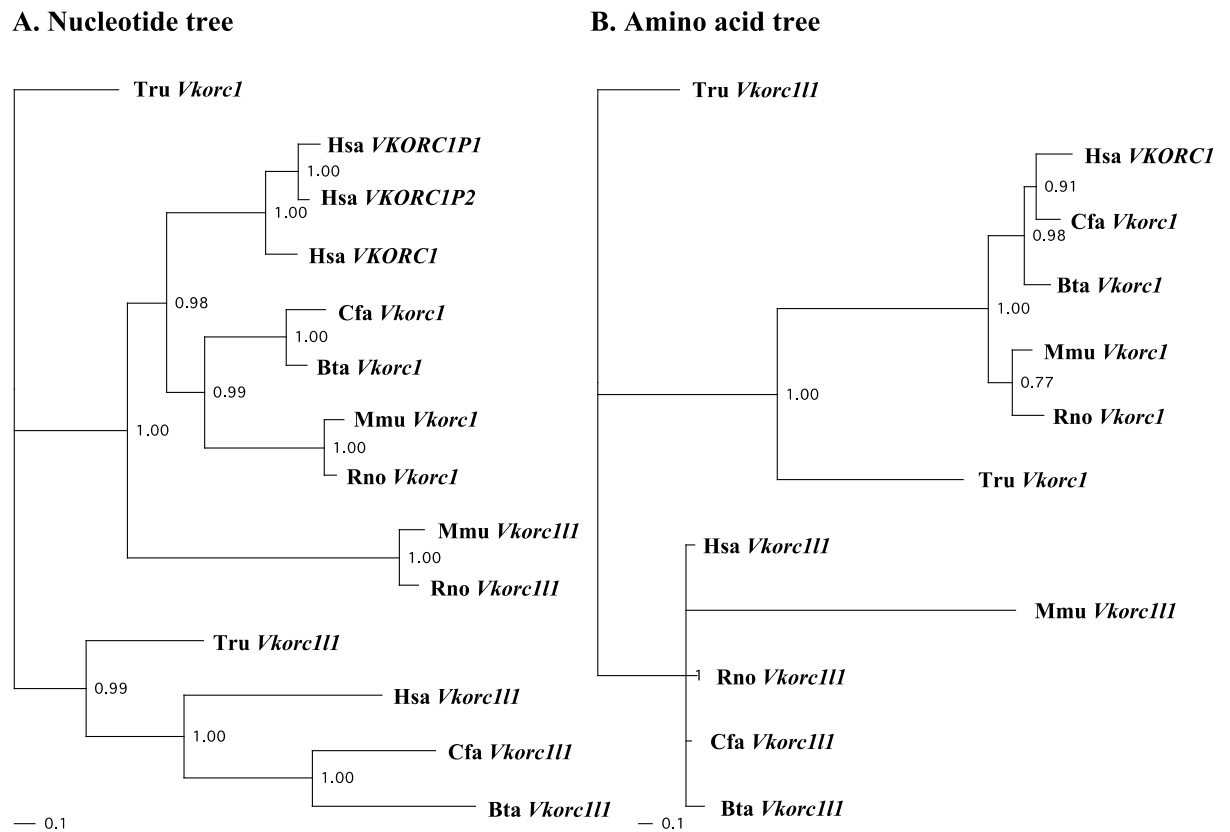 A. Nucleotide tree
Tru Vkorc1
Hsa VKORC1P1
1.00
Hsa VKORC1P2
1.00
Hsa VKORC1
0.98
Cfa Vkorc1
1.00
Bta Vkorc1
0.99
Mmu Vkorc1
1.00
Rno Vkorc1
1.00
Mmu Vkorc1l1
1.00
Rno Vkorc1l1
Tru Vkorc1l1
0.99
Hsa Vkorc1l1
1.00
Cfa Vkorc1l1
1.00
Bta Vkorc1l1
0.1
B. Amino acid tree
Tru Vkorc1l1
Hsa VKORC1
0.91
Cfa Vkorc1
0.98
Bta Vkorc1
1.00
Mmu Vkorc1
0.77
Rno Vkorc1
1.00
Tru Vkorc1
Hsa Vkorc1l1
Mmu Vkorc1l1
1
Rno Vkorc1l1
Cfa Vkorc1l1
Bta Vkorc1l1
0.1